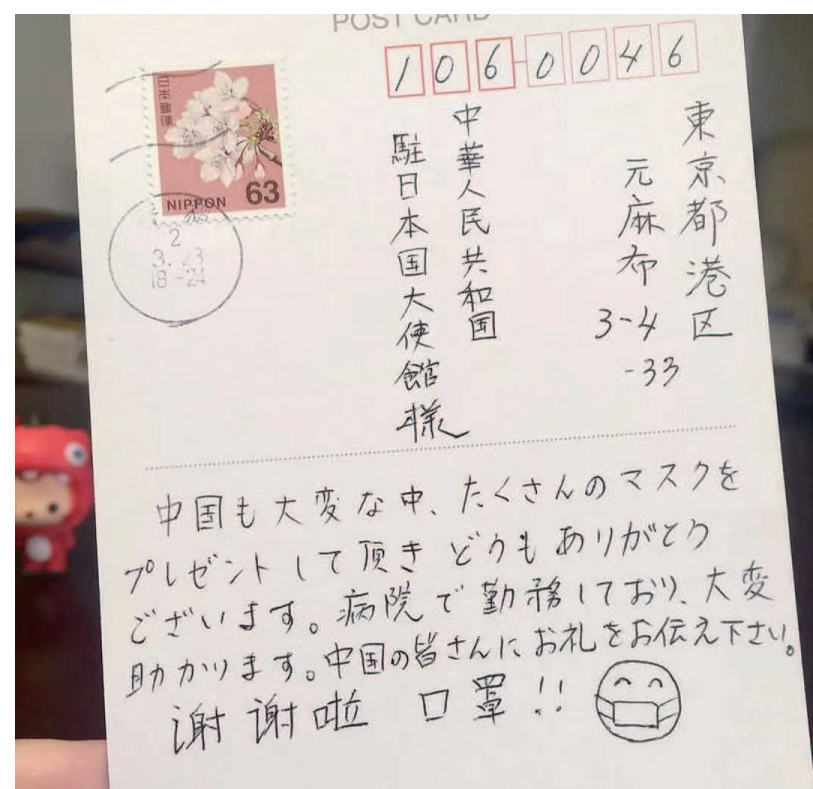 POST CARD
日本郵便
NIPPON 63
2
3.23
18-24
106-0046
東京都港区
元麻布
3-4
-33
中華人民共和国
駐日本国大使館
様
中国も大変な中、たくさんのマスクを
プレゼントして頂きどうもありがとう
ございます。病院で勤務しており、大変
助かります。中国の皆さんにお礼をお伝え下さい。
谢谢啦 口罩!!